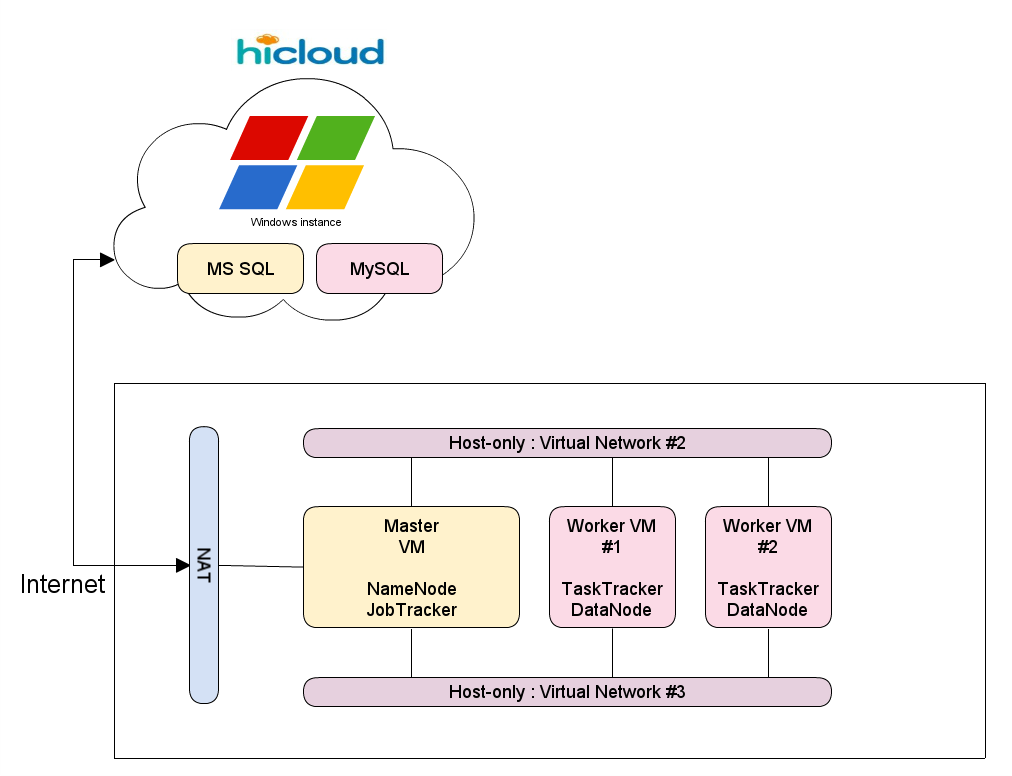 hicloud
Windows instance
MS SQL
MySQL
Internet
NAT
Host-only : Virtual Network #2
Master
VM
NameNode
JobTracker
Worker VM
#1
TaskTracker
DataNode
Worker VM
#2
TaskTracker
DataNode
Host-only : Virtual Network #3